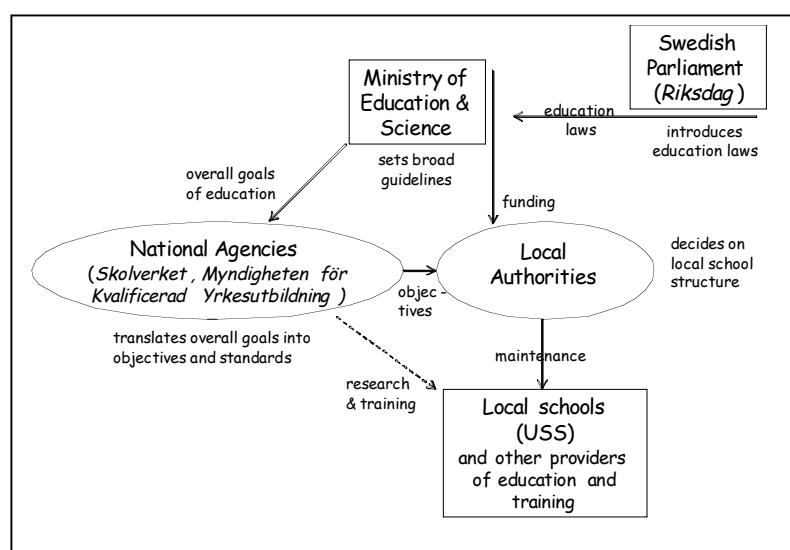 Swedish
Parliament
(Riksdag)
Ministry of
Education &
Science
education
laws
introduces
education laws
sets broad
guidelines
overall goals
of education
funding
National Agencies
(Skolverket, Myndigheten för
Kvalificerad Yrkesutbildning)
Local
Authorities
decides on
local school
structure
objec-
tives
translates overall goals into
objectives and standards
maintenance
research
& training
Local schools
(USS)
and other providers
of education and
training